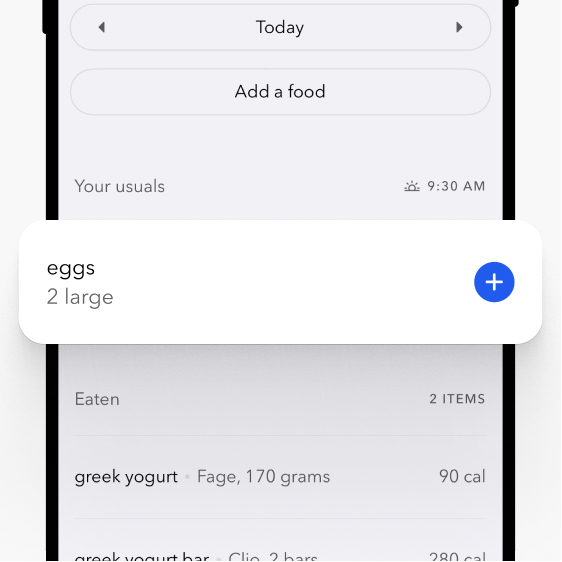 Today
Add a food
Your usuals 9:30 AM
eggs
2 large
Eaten 2 ITEMS
greek yogurt • Fage, 170 grams 90 cal
greek yogurt bar • Clio, 2 bars 280 cal